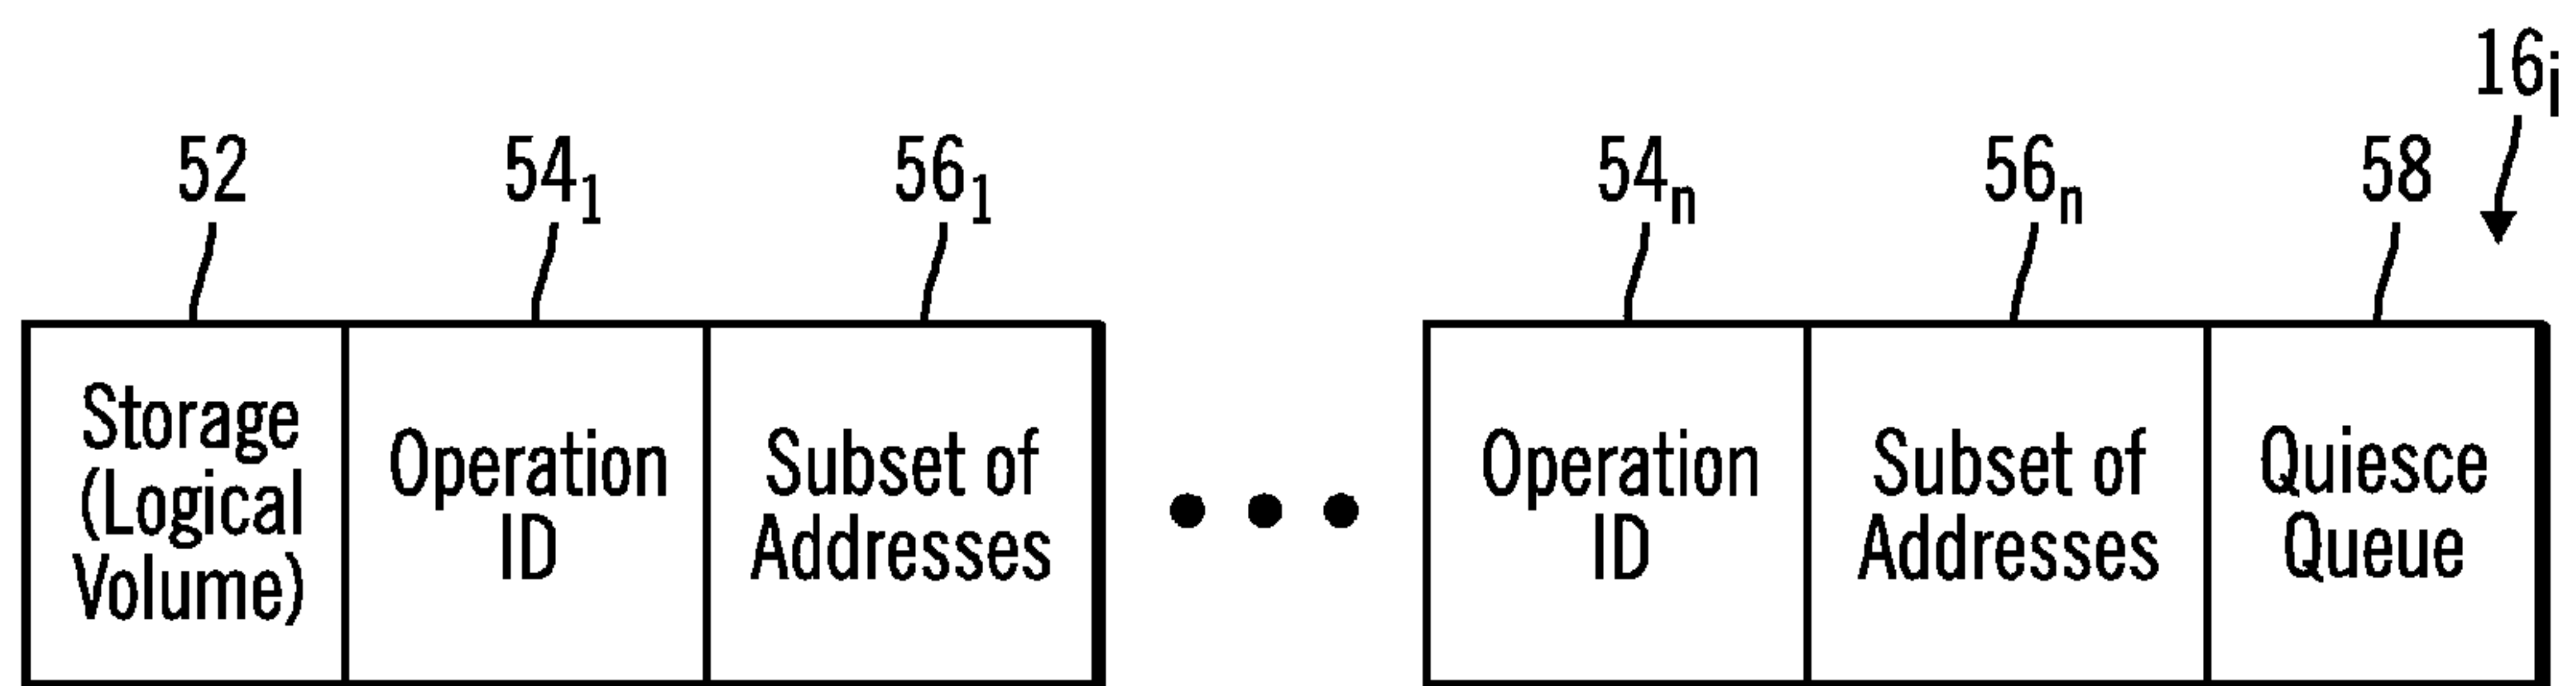 16i
52
54₁
56₁
54ₙ
56ₙ
58
Storage
(Logical
Volume)
Operation
ID
Subset of
Addresses
• • •
Operation
ID
Subset of
Addresses
Quiesce
Queue